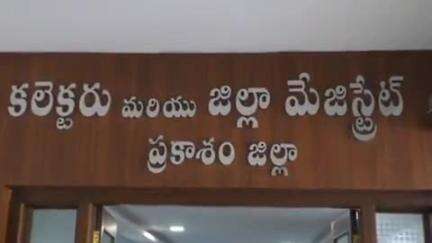 కలెక్టరు మరియు జిల్లా మేజిస్ట్రేట్
ప్రకాశం జిల్లా